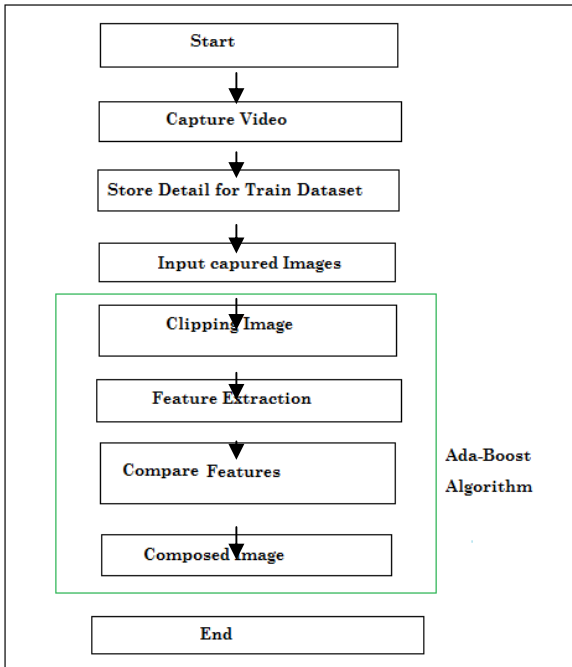 Start
Capture Video
Store Detail for Train Dataset
Input capured Images
Clipping Image
Feature Extraction
Compare Features
Ada-Boost
Algorithm
Composed Image
End